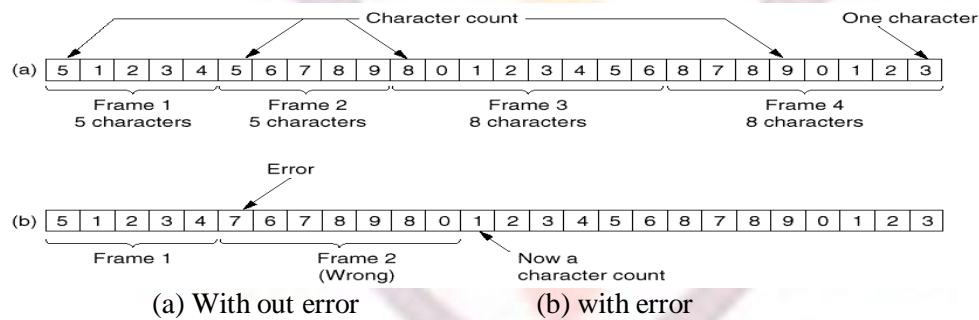 Character count One character
(a) 5 1 2 3 4 5 6 7 8 9 8 0 1 2 3 4 5 6 8 7 8 9 0 1 2 3
Frame 1 Frame 2 Frame 3 Frame 4
5 characters 5 characters 8 characters 8 characters
Error
(b) 5 1 2 3 4 7 6 7 8 9 8 0 1 2 3 4 5 6 8 7 8 9 0 1 2 3
Frame 1 Frame 2 Now a
(Wrong) character count
(a) With out error (b) with error